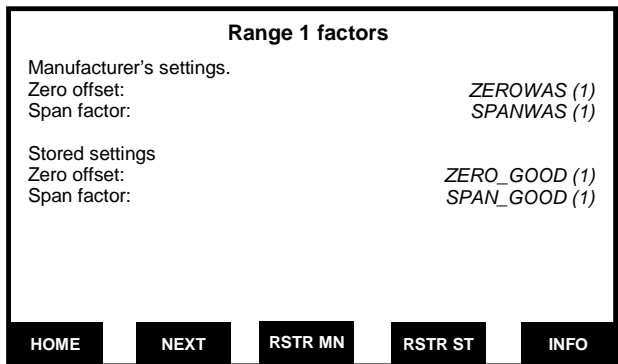 Range 1 factors
Manufacturer's settings.
Zero offset: ZEROWAS (1)
Span factor: SPANWAS (1)
Stored settings
Zero offset: ZERO_GOOD (1)
Span factor: SPAN_GOOD (1)
HOME NEXT RSTR MN RSTR ST INFO